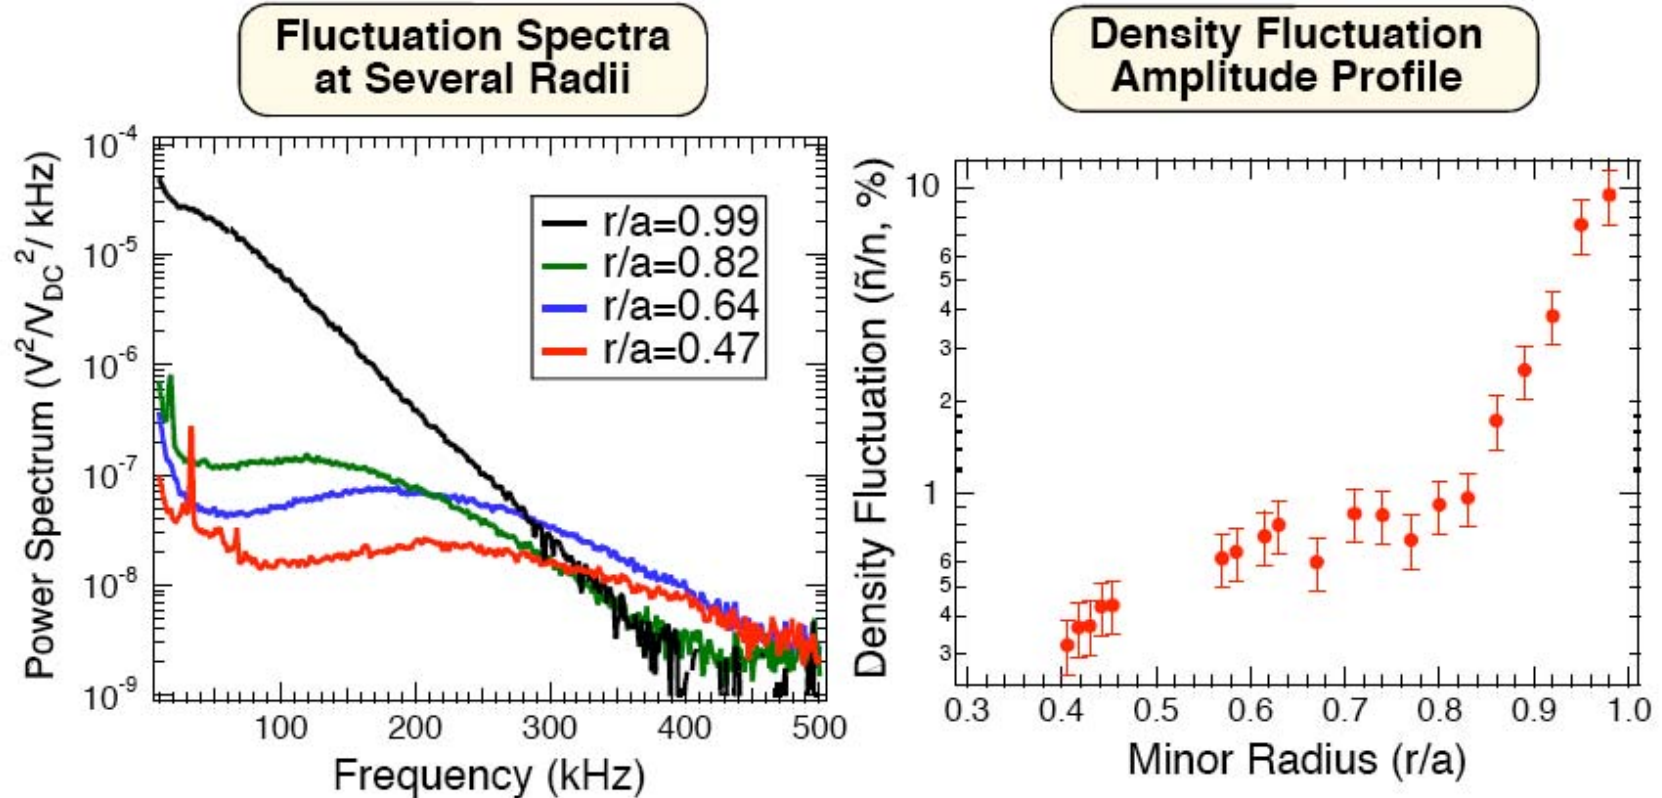 Fluctuation Spectra
at Several Radii
Density Fluctuation
Amplitude Profile
Power Spectrum (V²/V_DC²/ kHz)
10⁻⁴
10⁻⁵
10⁻⁶
10⁻⁷
10⁻⁸
10⁻⁹
r/a=0.99
r/a=0.82
r/a=0.64
r/a=0.47
100 200 300 400 500
Frequency (kHz)
Density Fluctuation (ñ/n, %)
10
6
5
4
3
2
1
6
5
4
3
0.3 0.4 0.5 0.6 0.7 0.8 0.9 1.0
Minor Radius (r/a)